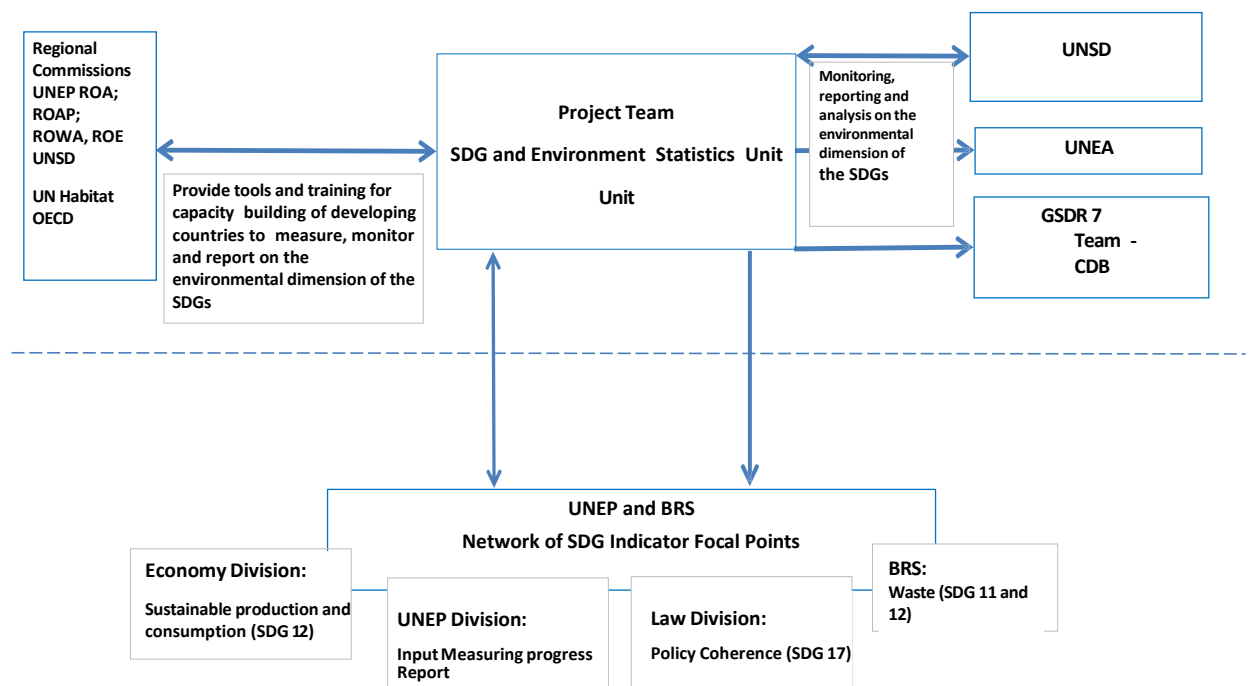 Regional
Commissions
UNEP ROA;
ROAP;
ROWA, ROE
UNSD
UN Habitat
OECD
Provide tools and training for
capacity building of developing
countries to measure, monitor
and report on the
environmental dimension of the
SDGs
Project Team
SDG and Environment Statistics Unit
Unit
Monitoring,
reporting and
analysis on the
environmental
dimension of
the SDGs
UNSD
UNEA
GSDR 7
Team -
CDB
UNEP and BRS
Network of SDG Indicator Focal Points
Economy Division:
Sustainable production and
consumption (SDG 12)
UNEP Division:
Input Measuring progress
Report
Law Division:
Policy Coherence (SDG 17)
BRS:
Waste (SDG 11 and
12)